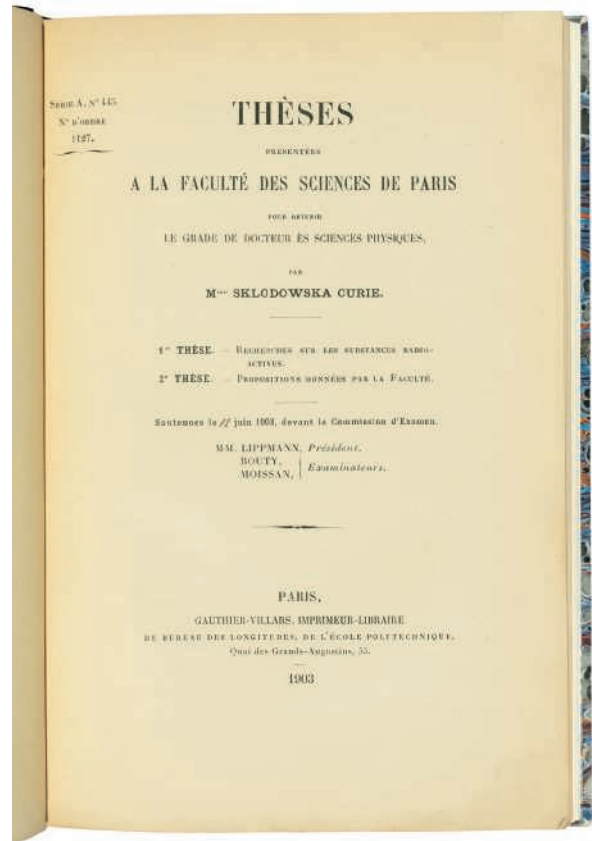 SÉRIE A, N° 445
N° D'ORDRE
1127.
THÈSES
PRÉSENTÉES
A LA FACULTÉ DES SCIENCES DE PARIS
POUR OBTENIR
LE GRADE DE DOCTEUR ÈS SCIENCES PHYSIQUES,
PAR
Mme SKLODOWSKA CURIE.
1re THÈSE. — RECHERCHES SUR LES SUBSTANCES RADIO-
ACTIVES.
2e THÈSE. — PROPOSITIONS DONNÉES PAR LA FACULTÉ.
Soutenues le juin 1903, devant la Commission d'Examen.
MM. LIPPMANN, Président.
BOUTY,
MOISSAN, Examinateurs.
PARIS,
GAUTHIER-VILLARS, IMPRIMEUR-LIBRAIRE
DU BUREAU DES LONGITUDES, DE L'ÉCOLE POLYTECHNIQUE,
Quai des Grands-Augustins, 55.
1903